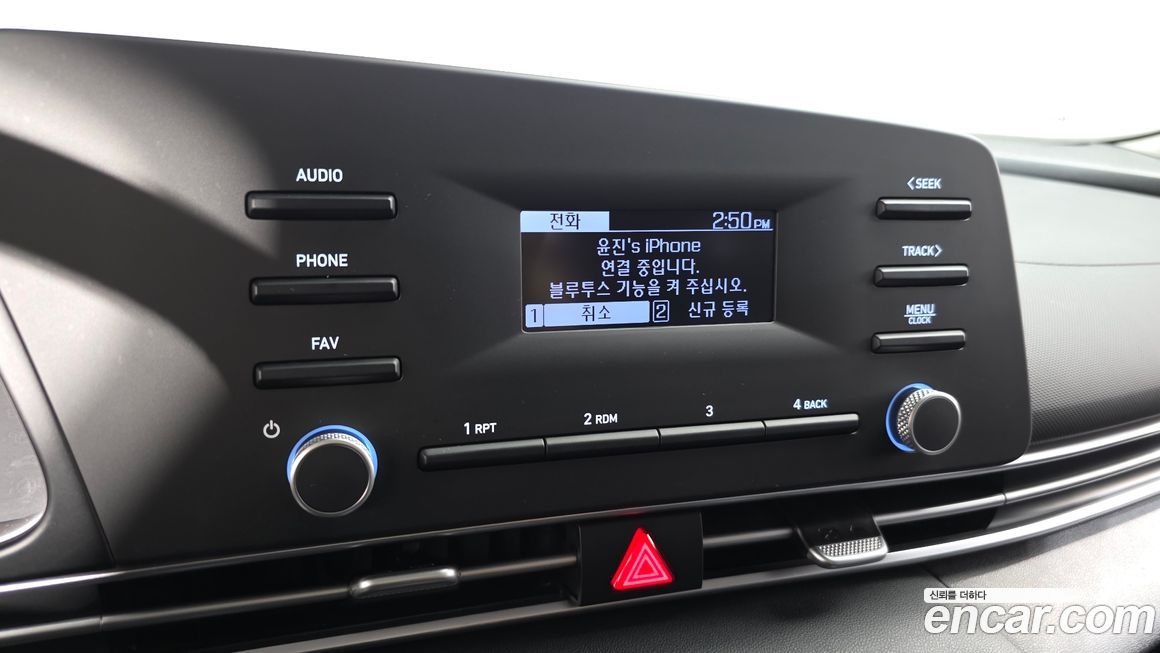 AUDIO
PHONE
FAV
전화 2:50 PM
윤진's iPhone
연결 중입니다.
블루투스 기능을 켜 주십시오.
1 취소 2 신규 등록
<SEEK
TRACK>
MENU
CLOCK
1 RPT
2 RDM
3
4 BACK
신뢰를 더하다
encar.com